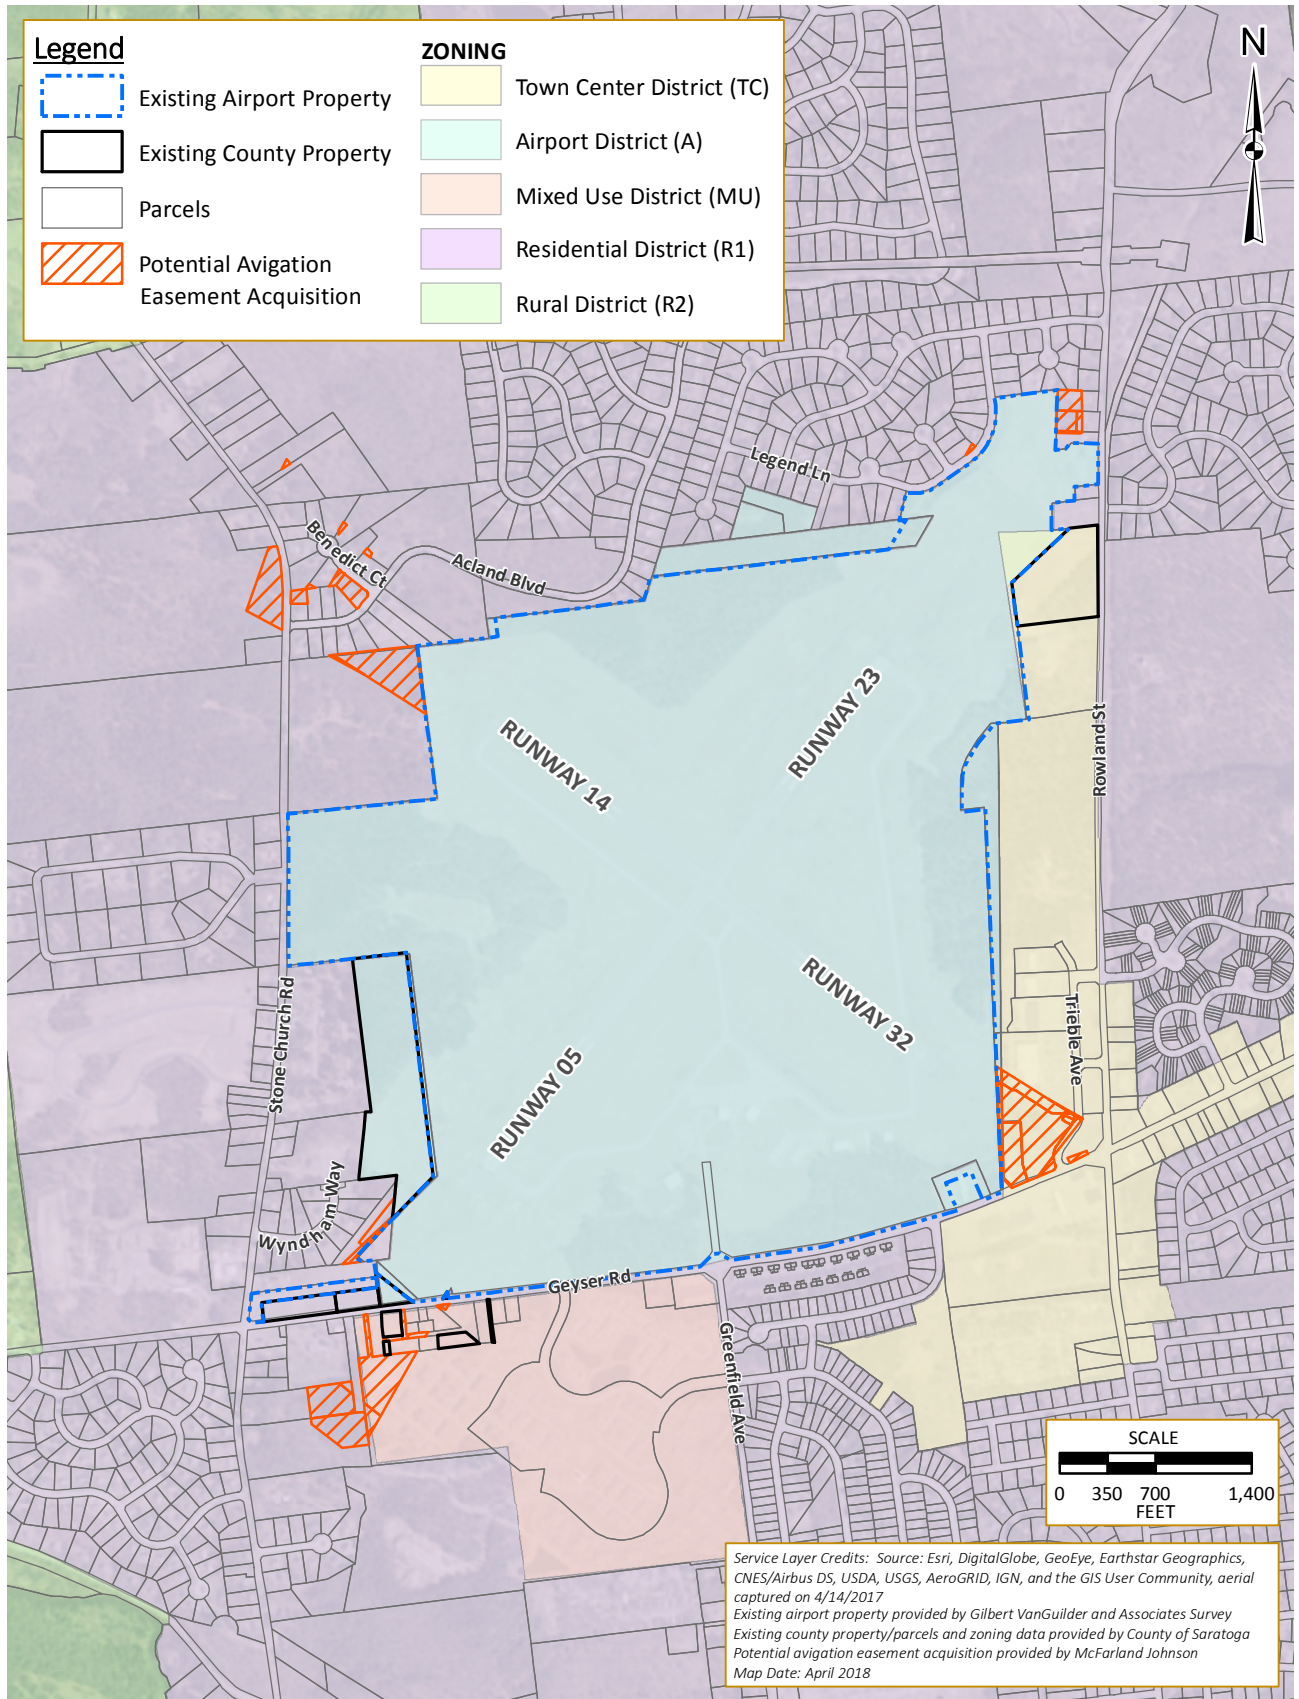 Legend
Existing Airport Property
Existing County Property
Parcels
Potential Avigation
Easement Acquisition
ZONING
Town Center District (TC)
Airport District (A)
Mixed Use District (MU)
Residential District (R1)
Rural District (R2)
N
Legend Ln
Benedict Ct
Acland Blvd
RUNWAY 14
RUNWAY 23
Rowland St
Stone Church Rd
RUNWAY 32
Trieble Ave
RUNWAY 05
Wyndham Way
Geyser Rd
Greenfield Ave
SCALE
0 350 700 1,400
FEET
Service Layer Credits: Source: Esri, DigitalGlobe, GeoEye, Earthstar Geographics,
CNES/Airbus DS, USDA, USGS, AeroGRID, IGN, and the GIS User Community, aerial
captured on 4/14/2017
Existing airport property provided by Gilbert VanGuilder and Associates Survey
Existing county property/parcels and zoning data provided by County of Saratoga
Potential avigation easement acquisition provided by McFarland Johnson
Map Date: April 2018